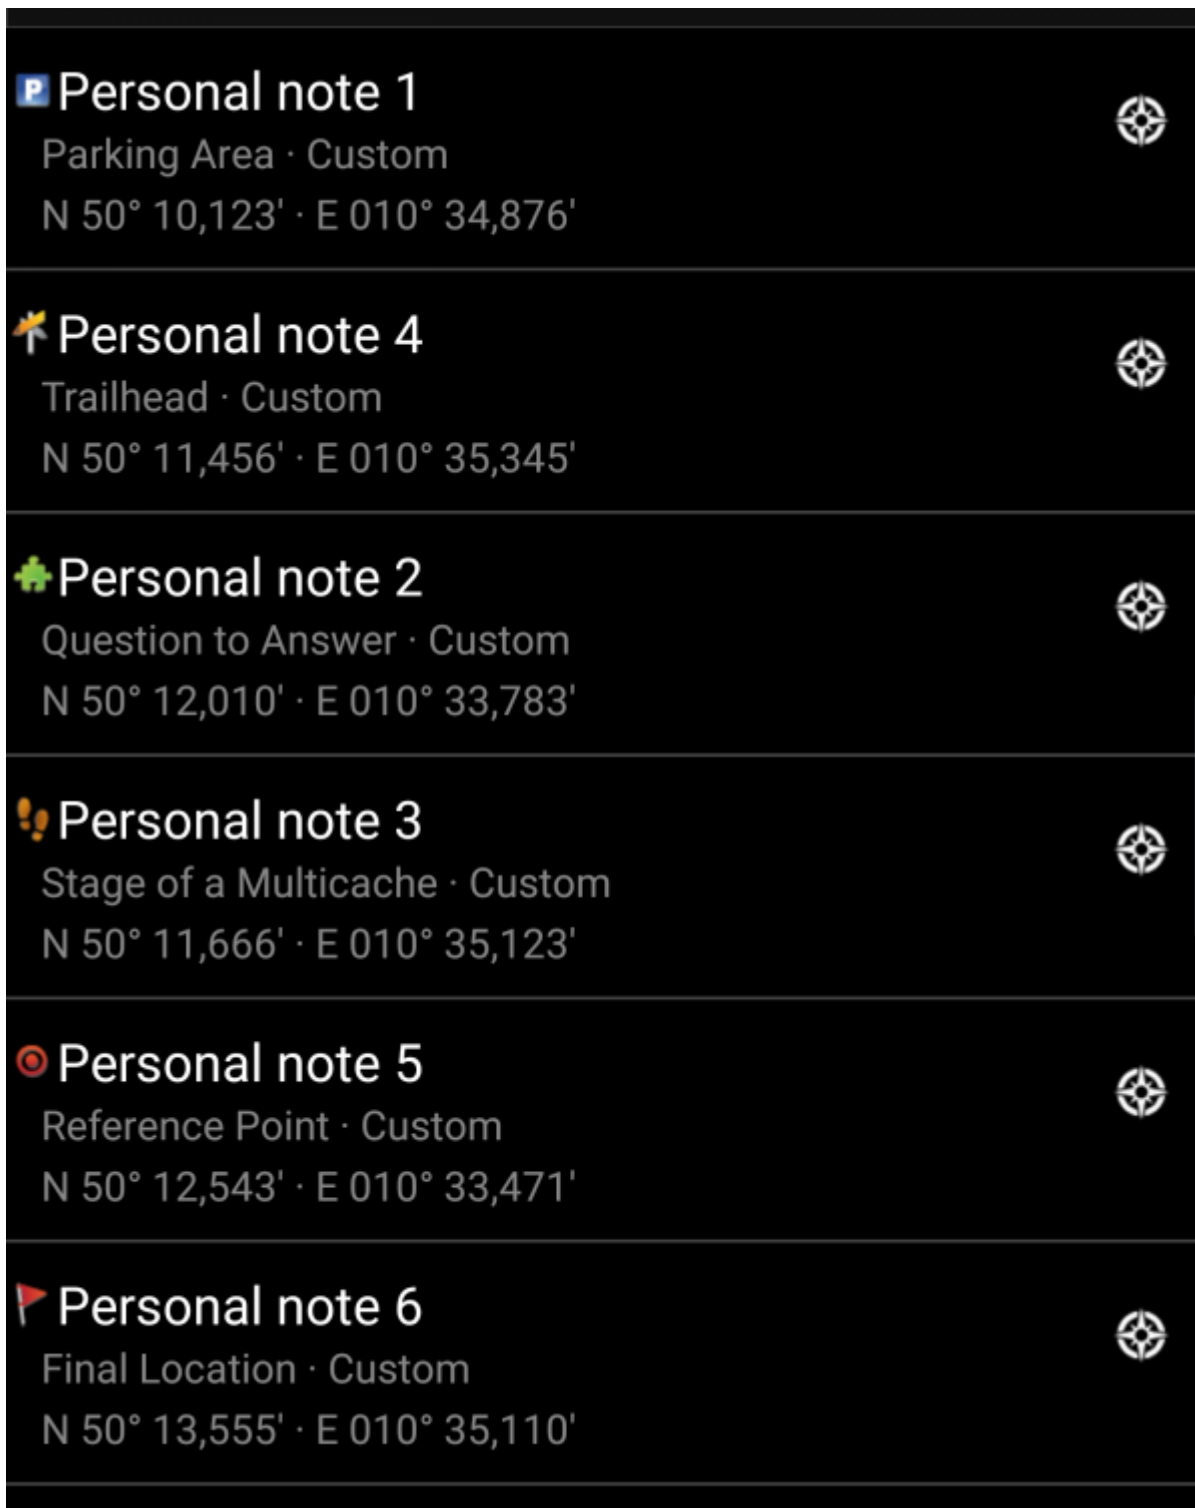 P Personal note 1
Parking Area · Custom
N 50° 10,123' · E 010° 34,876'
Personal note 4
Trailhead · Custom
N 50° 11,456' · E 010° 35,345'
Personal note 2
Question to Answer · Custom
N 50° 12,010' · E 010° 33,783'
Personal note 3
Stage of a Multicache · Custom
N 50° 11,666' · E 010° 35,123'
Personal note 5
Reference Point · Custom
N 50° 12,543' · E 010° 33,471'
Personal note 6
Final Location · Custom
N 50° 13,555' · E 010° 35,110'